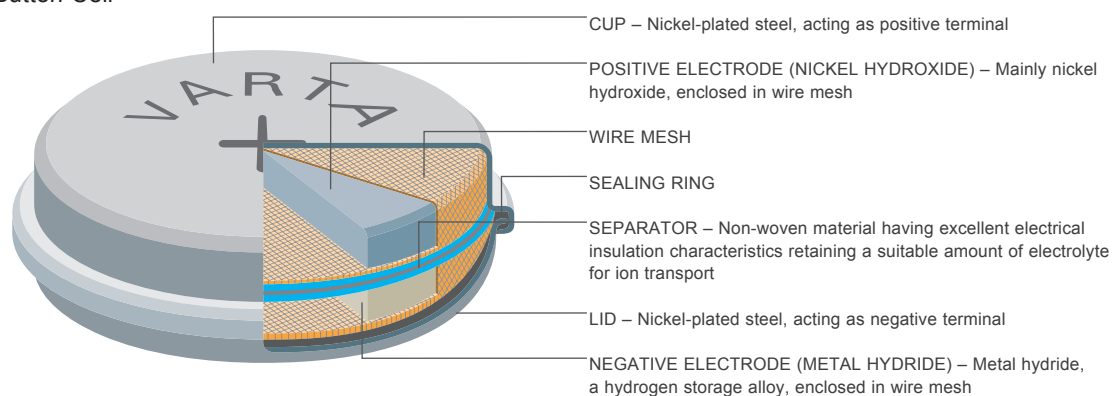 CUP – Nickel-plated steel, acting as positive terminal
POSITIVE ELECTRODE (NICKEL HYDROXIDE) – Mainly nickel
hydroxide, enclosed in wire mesh
VARTA
+
WIRE MESH
SEALING RING
SEPARATOR – Non-woven material having excellent electrical
insulation characteristics retaining a suitable amount of electrolyte
for ion transport
LID – Nickel-plated steel, acting as negative terminal
NEGATIVE ELECTRODE (METAL HYDRIDE) – Metal hydride,
a hydrogen storage alloy, enclosed in wire mesh